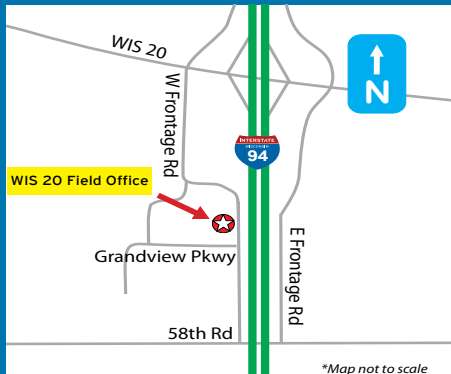 WIS 20
N
W Frontage Rd
INTERSTATE
WISCONSIN
94
WIS 20 Field Office
Grandview Pkwy
E Frontage Rd
58th Rd
*Map not to scale